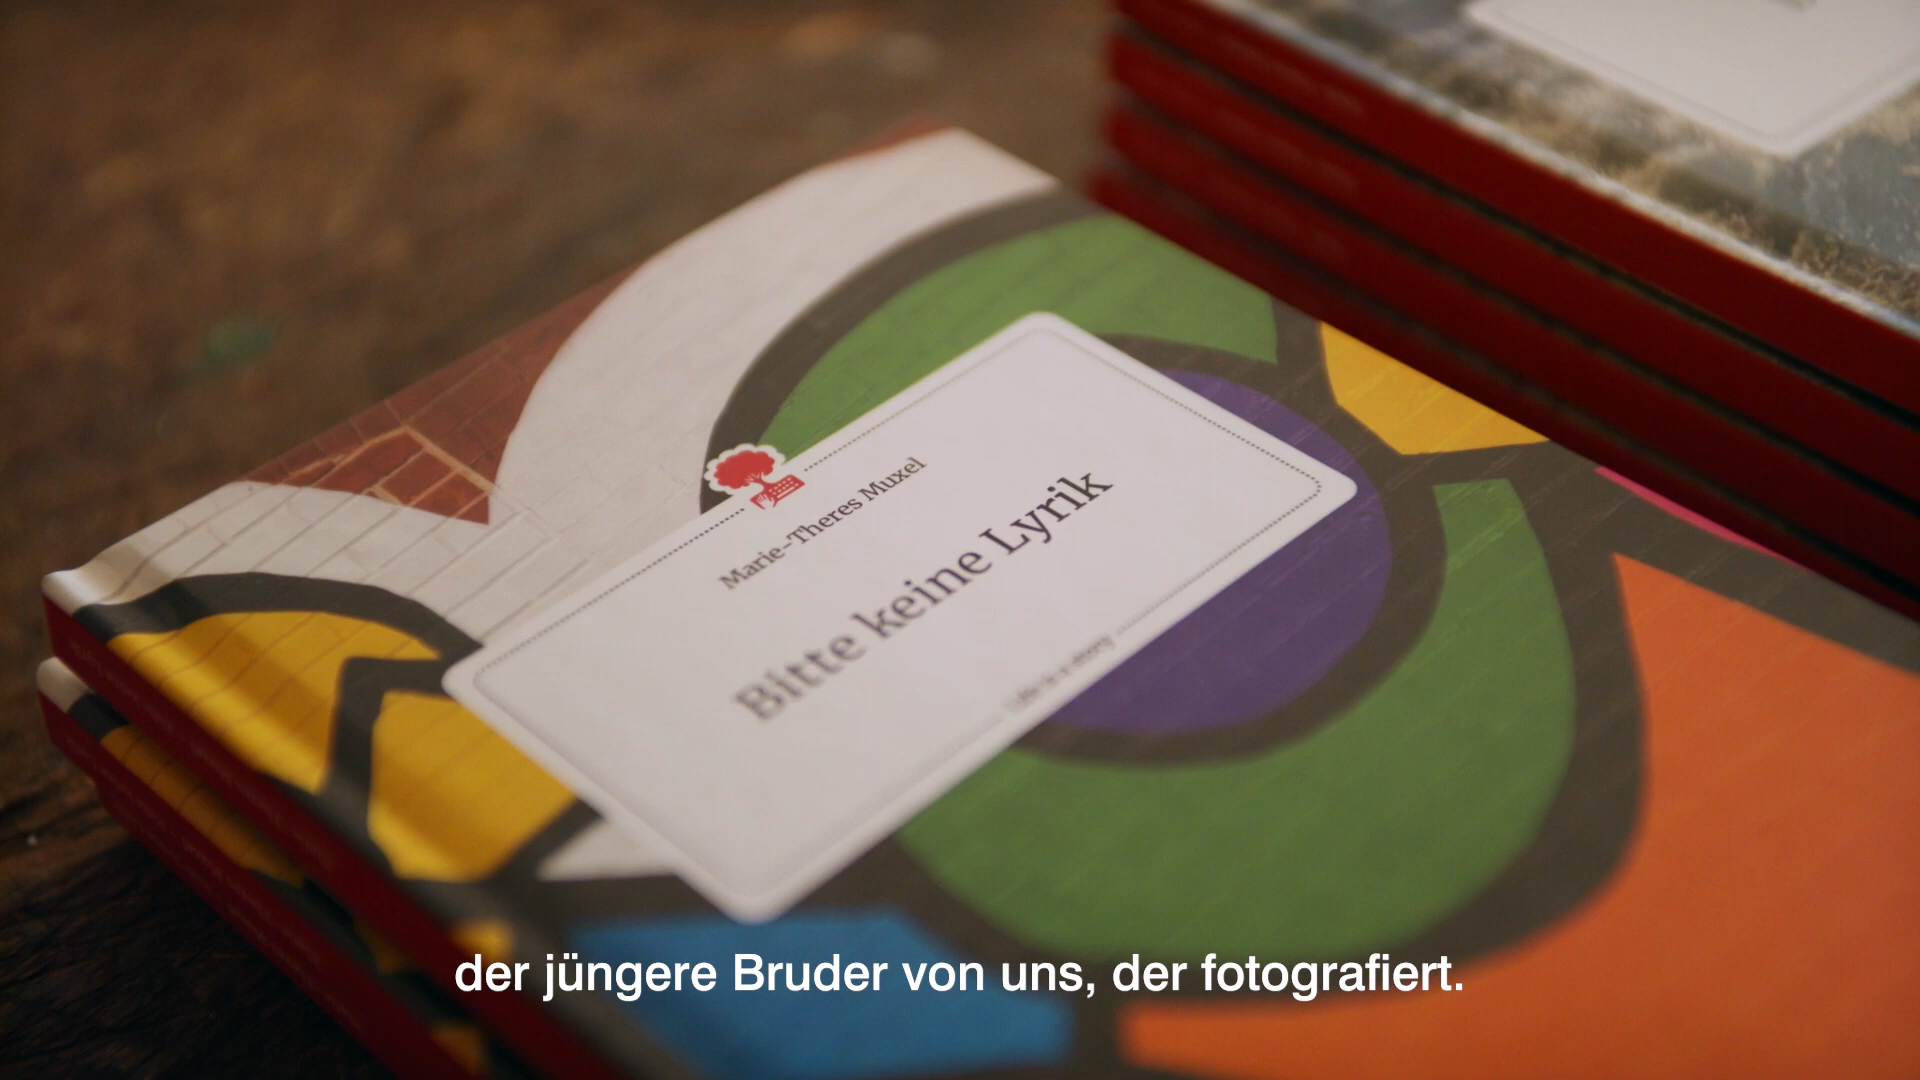 Marie-Theres Muxel
Bitte keine Lyrik
der jüngere Bruder von uns, der fotografiert.